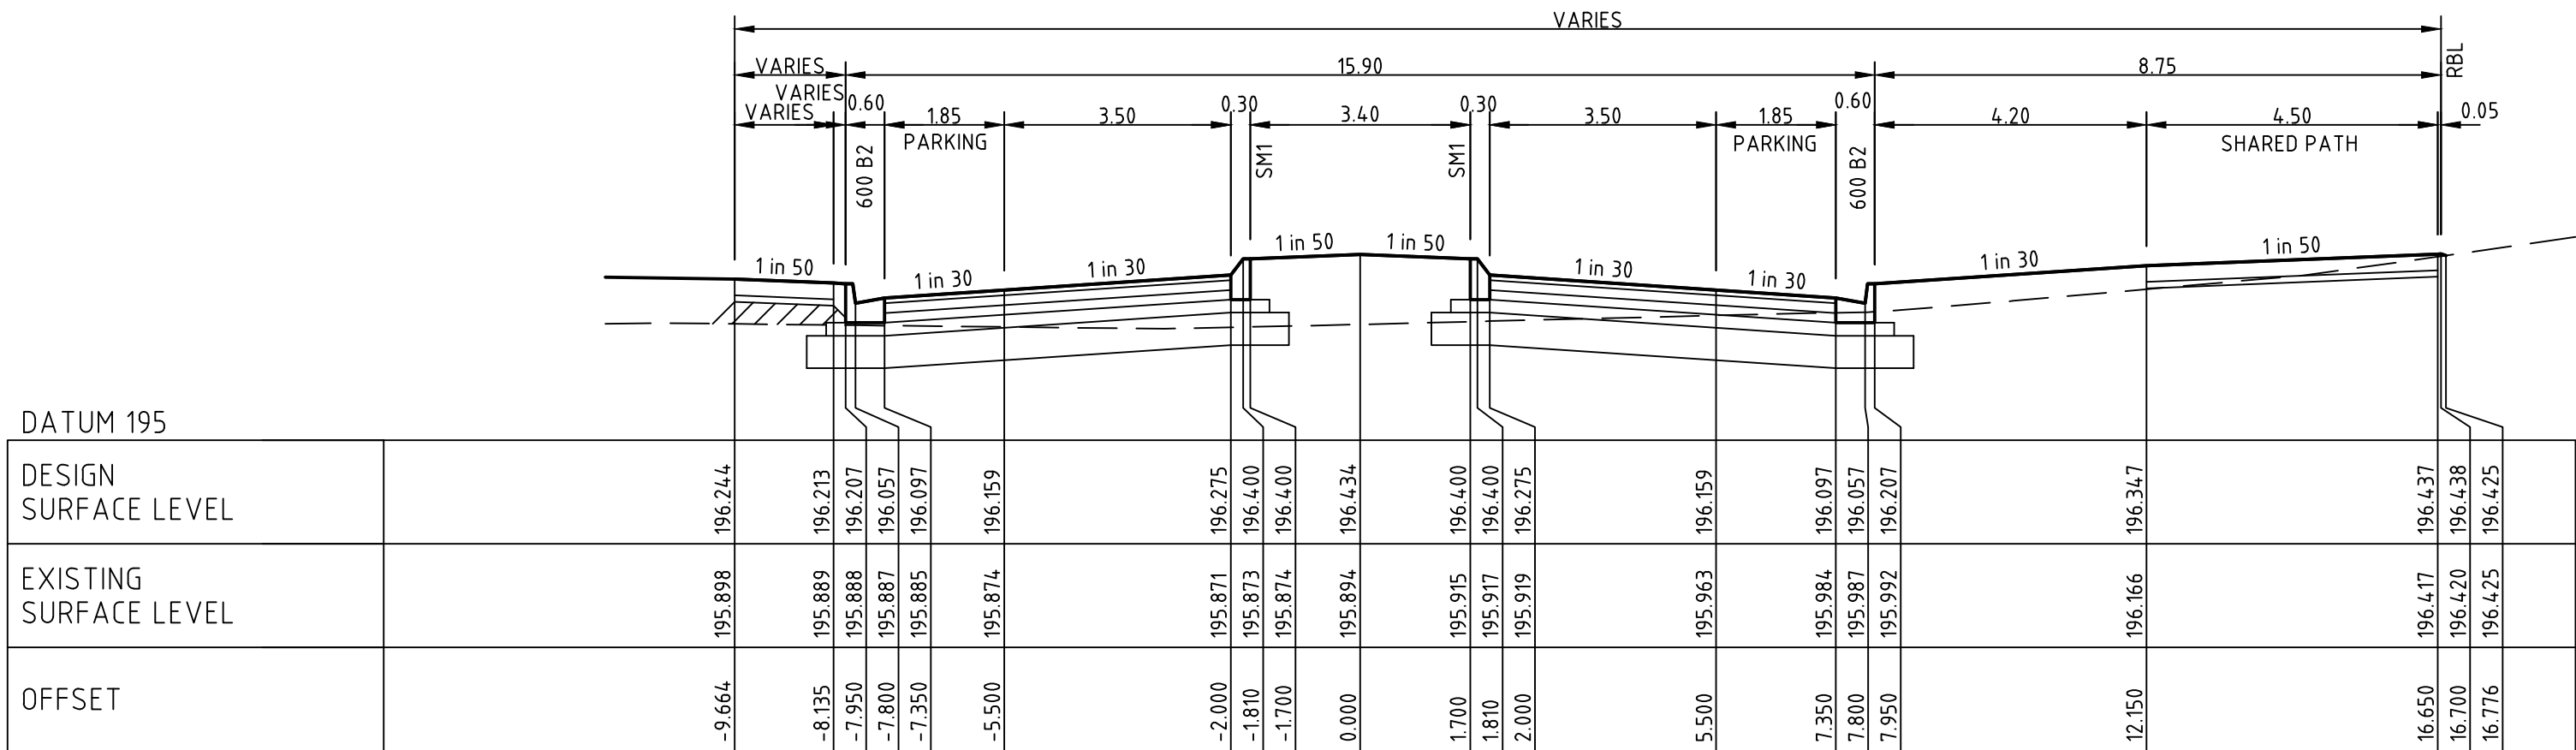 VARIES
VARIES
15.90
8.75
RBL
VARIES
VARIES
0.60
1.85
3.50
0.30
3.40
0.30
3.50
1.85
0.60
4.20
4.50
0.05
PARKING
PARKING
SHARED PATH
600 B2
SM1
SM1
600 B2
1 in 50
1 in 30
1 in 30
1 in 50
1 in 50
1 in 30
1 in 30
1 in 30
1 in 50
DATUM 195
DESIGN
SURFACE LEVEL
196.244
196.213
196.207
196.057
196.097
196.159
196.275
196.400
196.400
196.434
196.400
196.400
196.275
196.159
196.097
196.057
196.207
196.347
196.437
196.438
196.425
EXISTING
SURFACE LEVEL
195.898
195.889
195.888
195.887
195.885
195.874
195.871
195.873
195.874
195.894
195.915
195.917
195.919
195.963
195.984
195.987
195.992
196.166
196.417
196.420
196.425
OFFSET
-9.664
-8.135
-7.950
-7.800
-7.350
-5.500
-2.000
-1.810
-1.700
0.000
1.700
1.810
2.000
5.500
7.350
7.800
7.950
12.150
16.650
16.700
16.776